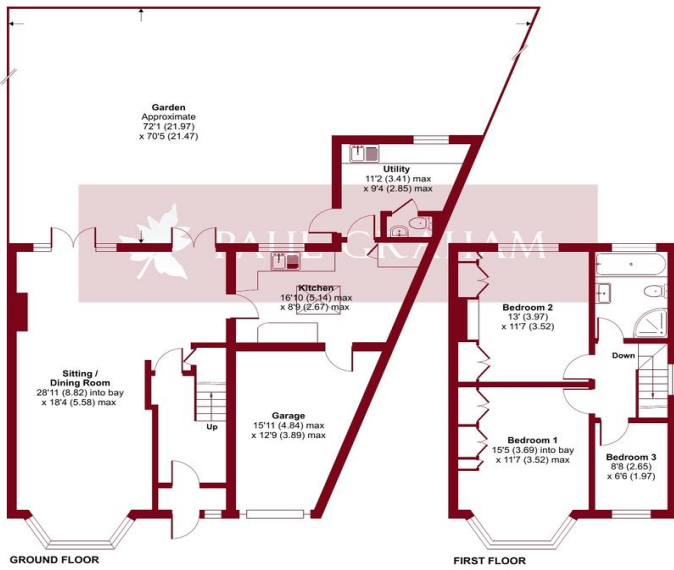 Garden
Approximate
72'1 (21.97)
x 70'5 (21.47)
Utility
11'2 (3.41) max
x 9'4 (2.85) max
PAUL GRAHAM
Kitchen
16'10 (5.14) max
x 8'9 (2.67) max
Sitting /
Dining Room
28'11 (8.82) into bay
x 18'4 (5.58) max
Up
Garage
15'11 (4.84) max
x 12'9 (3.89) max
GROUND FLOOR
Bedroom 2
13' (3.97)
x 11'7 (3.52)
Down
Bedroom 1
15'5 (3.69) into bay
x 11'7 (3.52) max
Bedroom 3
8'8 (2.65)
x 6'6 (1.97)
FIRST FLOOR